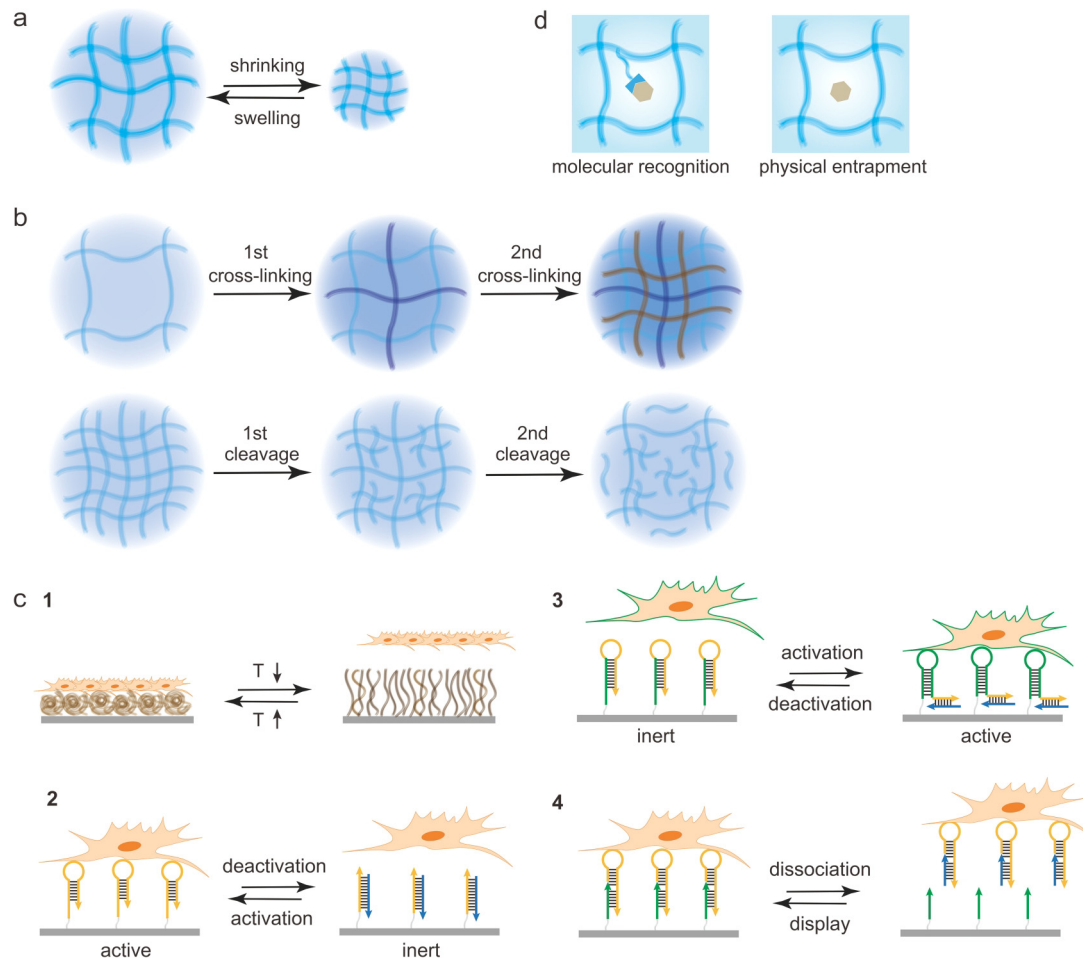 a
shrinking
swelling
d
molecular recognition
physical entrapment
b
1st
cross-linking
2nd
cross-linking
1st
cleavage
2nd
cleavage
c
1
T ↓
T ↑
2
deactivation
activation
active
inert
3
activation
deactivation
inert
active
4
dissociation
display